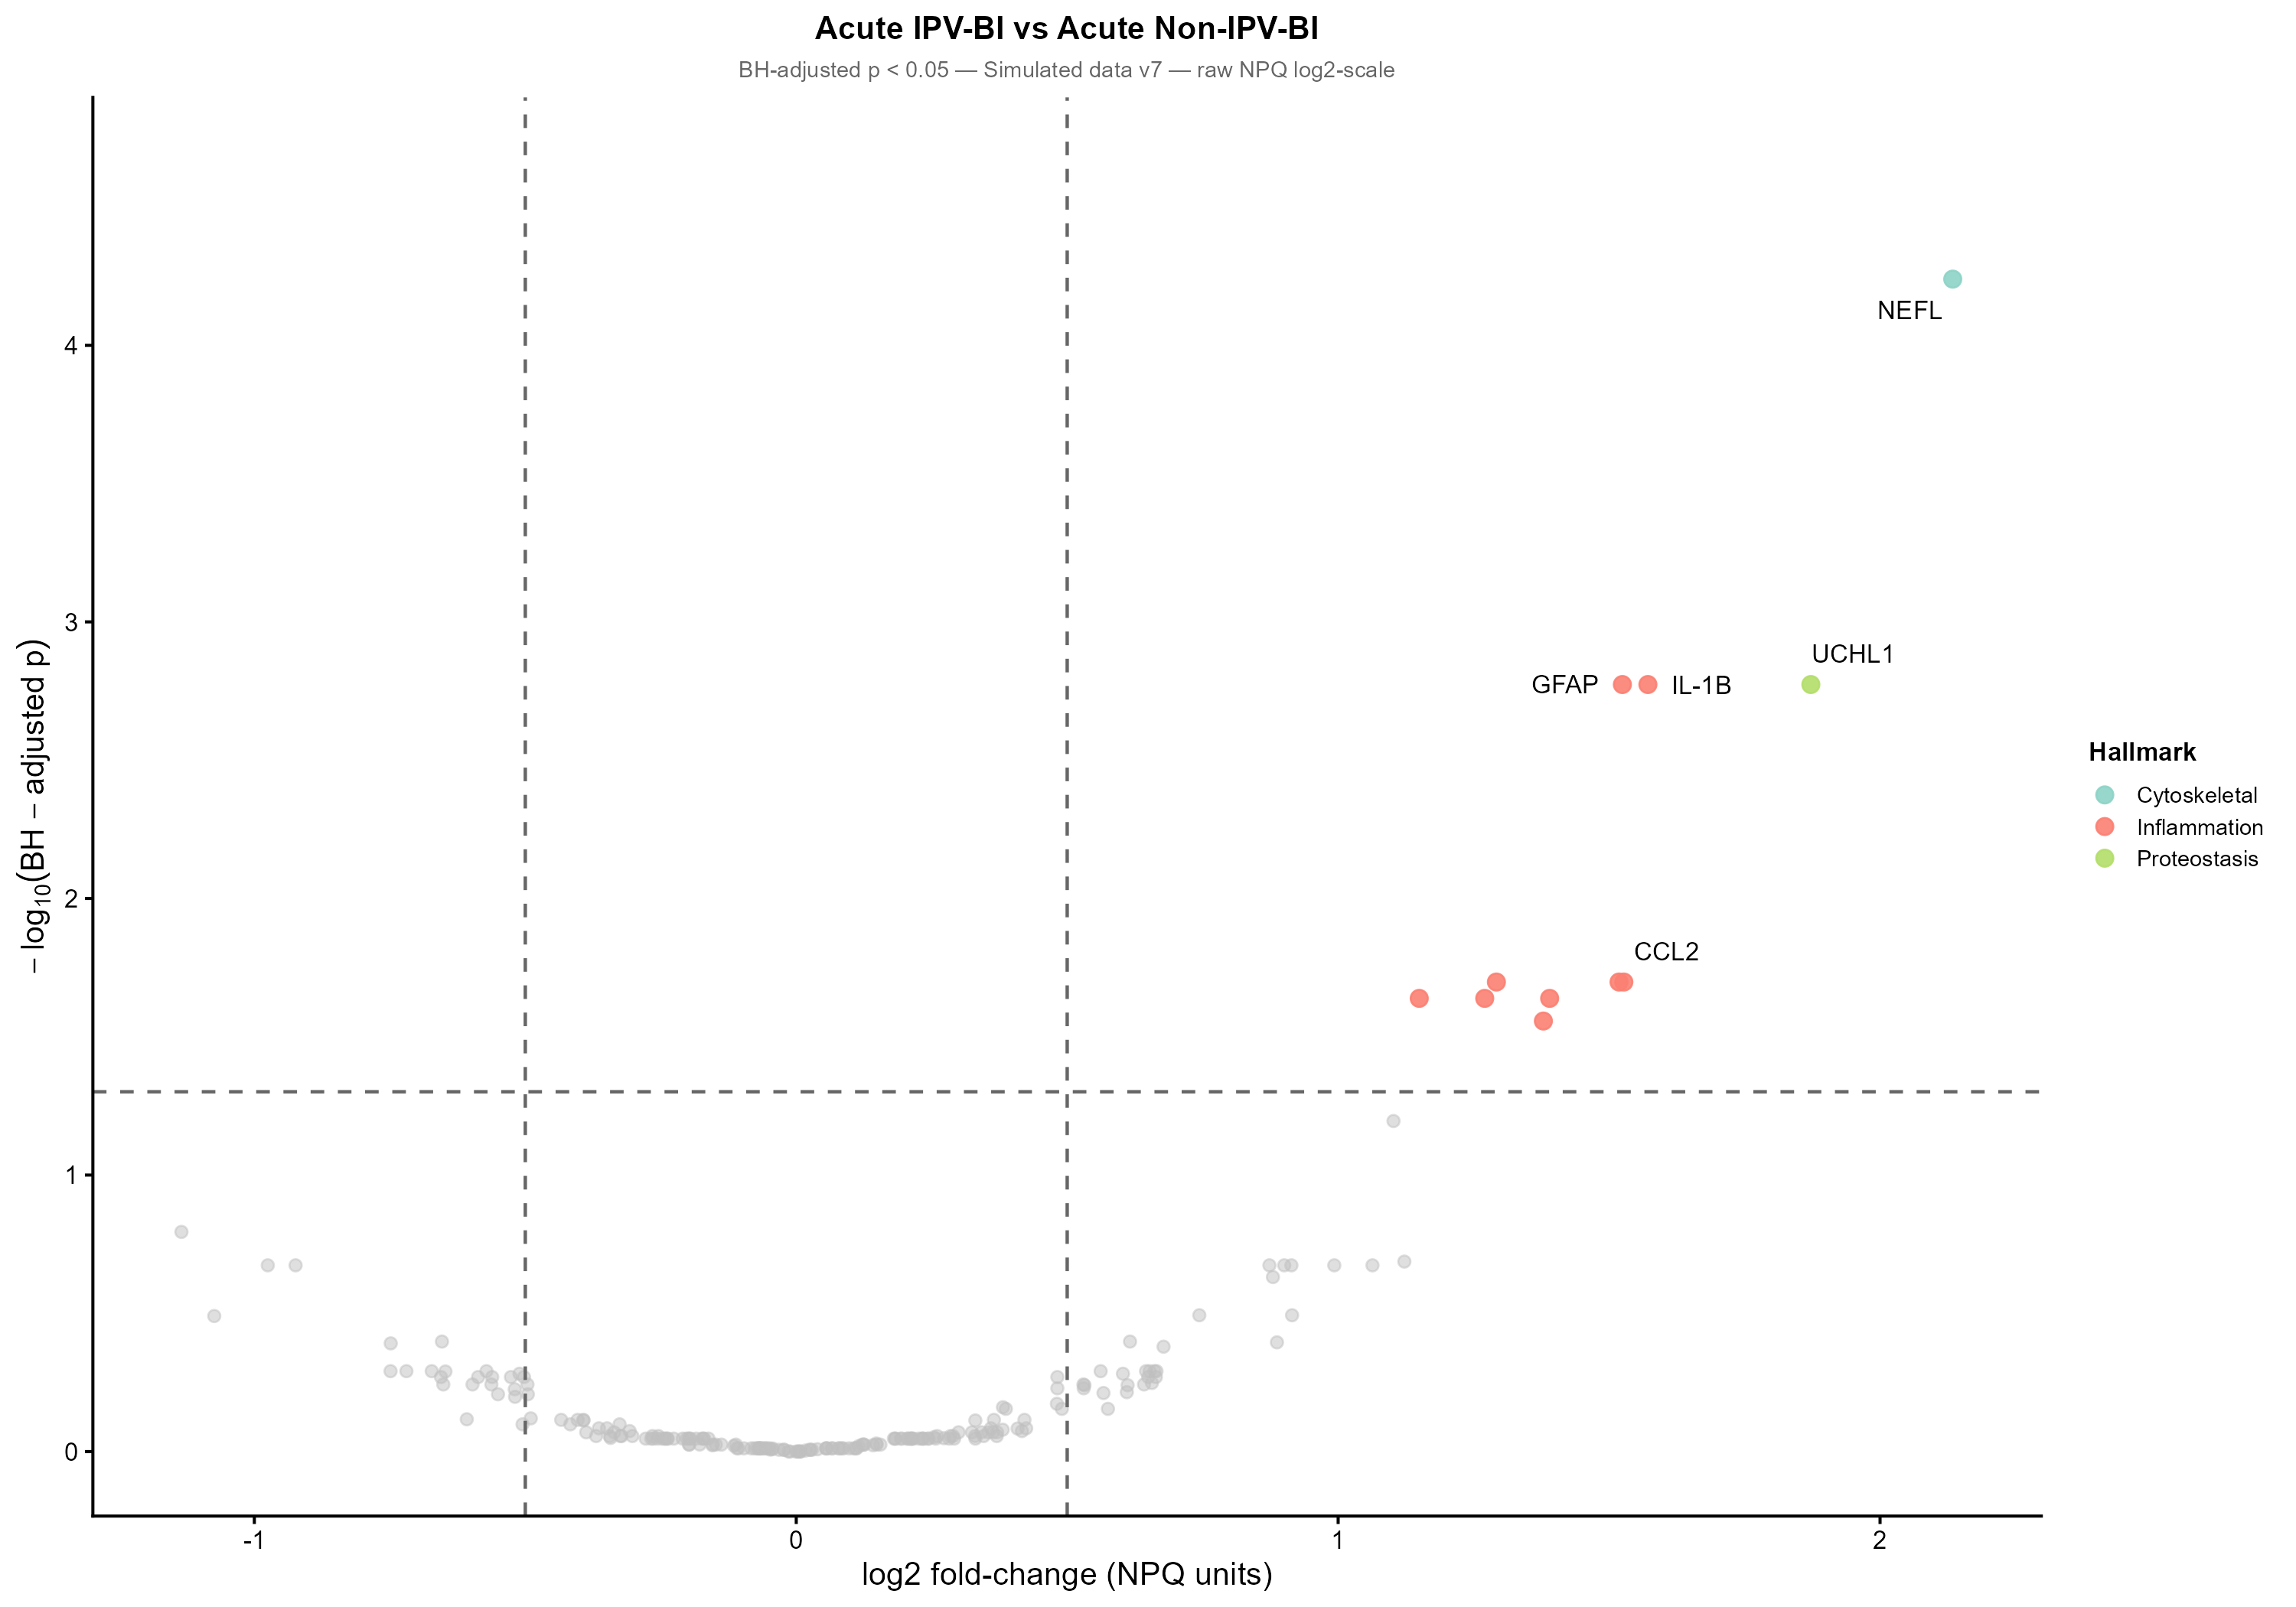 Acute IPV-BI vs Acute Non-IPV-BI
BH-adjusted p < 0.05 — Simulated data v7 — raw NPQ log2-scale
− log10(BH − adjusted p)
4
3
2
1
0
NEFL
UCHL1
GFAP
IL-1B
CCL2
Hallmark
Cytoskeletal
Inflammation
Proteostasis
-1
0
1
2
log2 fold-change (NPQ units)